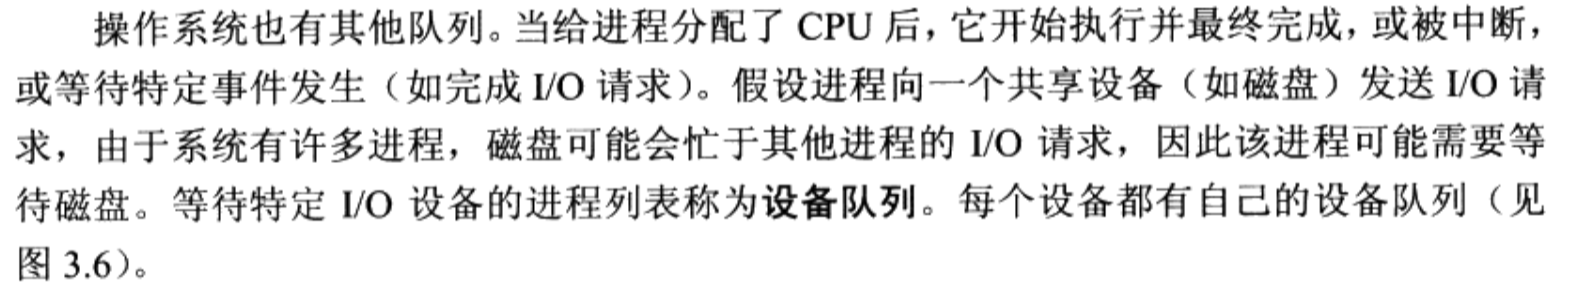 操作系统也有其他队列。当给进程分配了 CPU 后，它开始执行并最终完成，或被中断，
或等待特定事件发生（如完成 I/O 请求）。假设进程向一个共享设备（如磁盘）发送 I/O 请
求，由于系统有许多进程，磁盘可能会忙于其他进程的 I/O 请求，因此该进程可能需要等
待磁盘。等待特定 I/O 设备的进程列表称为设备队列。每个设备都有自己的设备队列（见
图 3.6）。